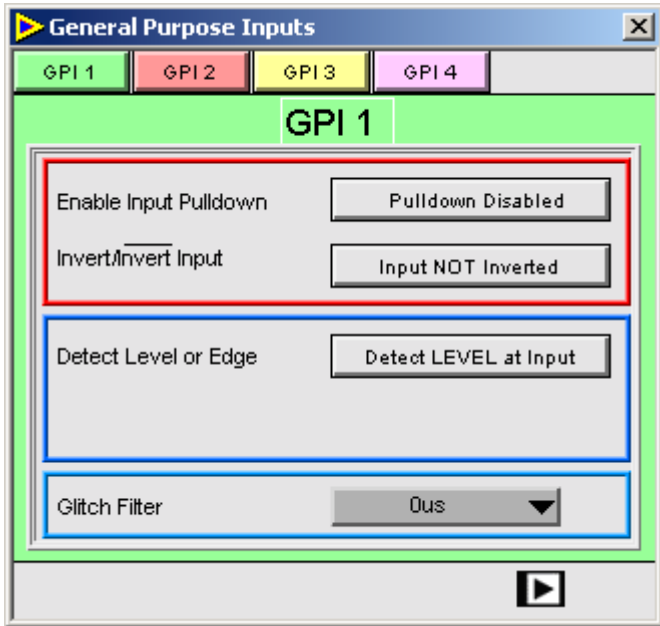 General Purpose Inputs
GPI 1 GPI 2 GPI 3 GPI 4
GPI 1
Enable Input Pulldown Pulldown Disabled
Invert/Invert Input Input NOT Inverted
Detect Level or Edge Detect LEVEL at Input
Glitch Filter 0us